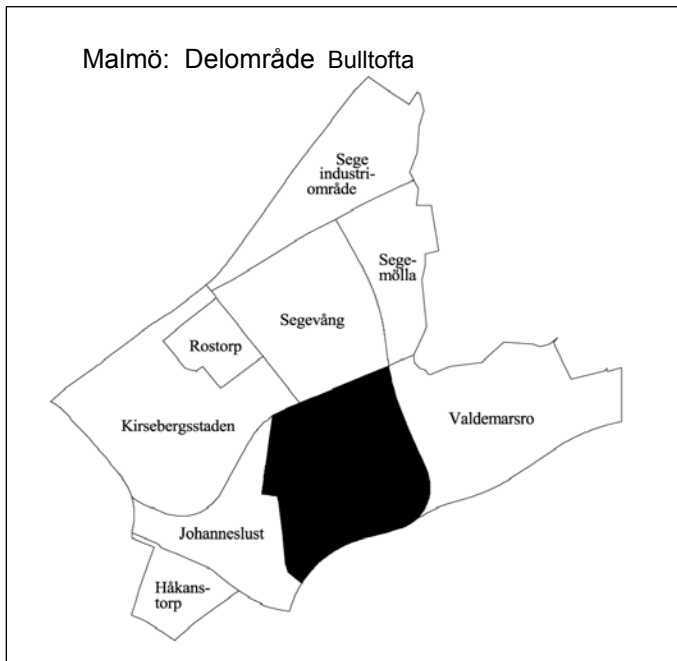 Malmö: Delområde Bulltofta
Sege
industri-
område
Sege-
mölla
Segevång
Rostorp
Kirsebergsstaden
Valdemarsro
Johanneslust
Håkans-
torp